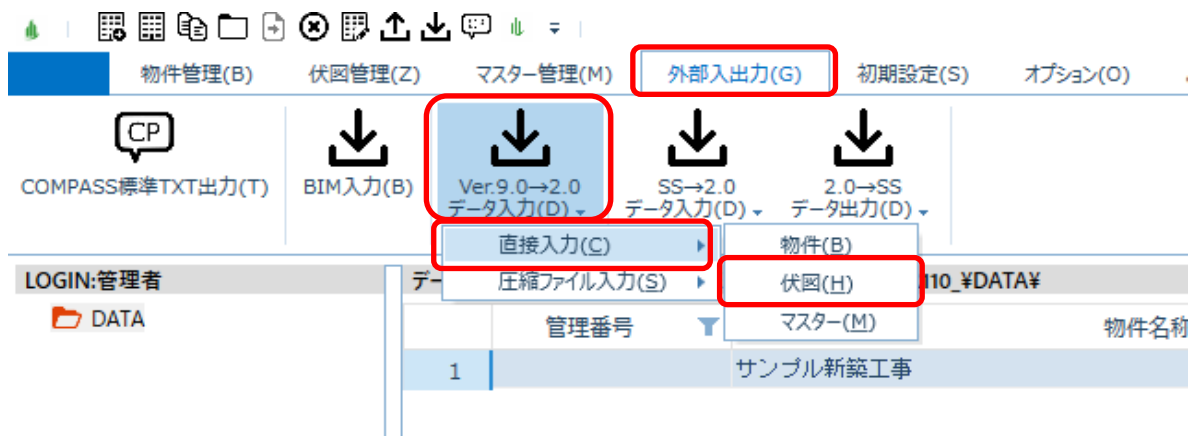 物件管理(B) 伏図管理(Z) マスター管理(M) 外部入出力(G) 初期設定(S) オプション(O)
CP
COMPASS標準TXT出力(T) BIM入力(B) Ver.9.0→2.0 データ入力(D) SS→2.0 データ入力(D) 2.0→SS データ出力(D)
直接入力(C) 物件(B)
LOGIN:管理者 デー 圧縮ファイル入力(S) 伏図(H) 110_¥DATA¥
DATA 管理番号 マスター(M) 物件名称
1 サンプル新築工事